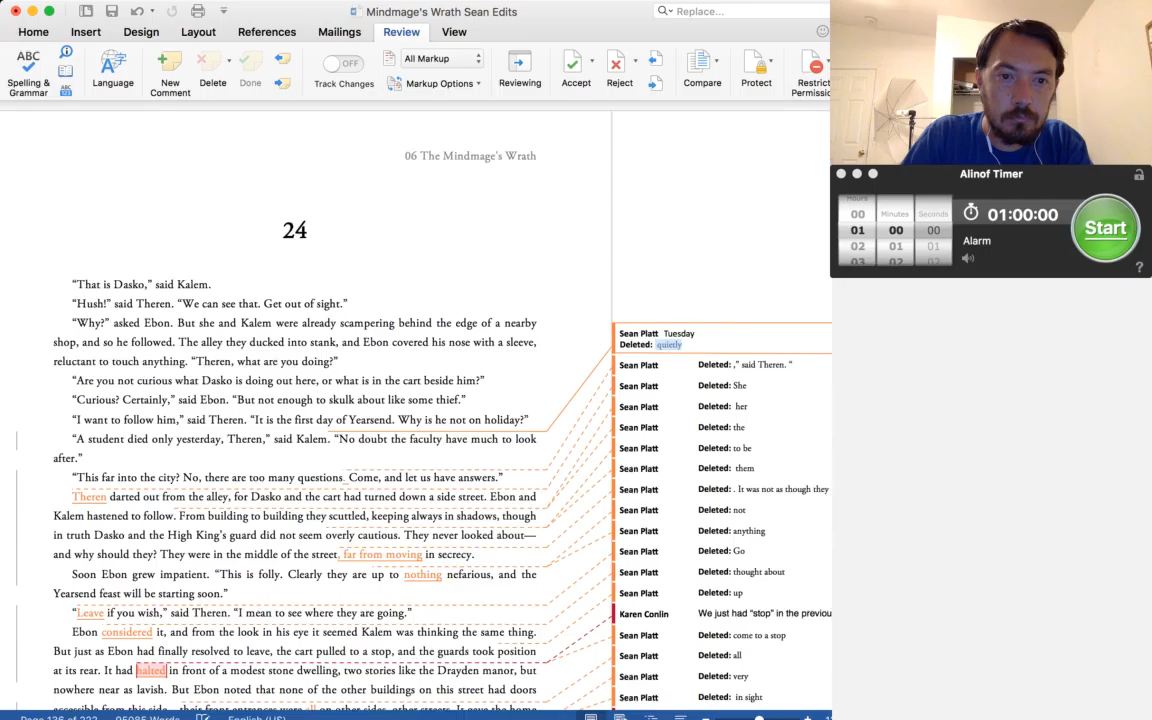 Mindmage's Wrath Sean Edits
Replace...
Home Insert Design Layout References Mailings Review View
ABC Spelling & Grammar
Language
New Comment
Delete
Done
OFF
Track Changes
All Markup
Markup Options
Reviewing
Accept
Reject
Compare
Protect
Restrict
06 The Mindmage's Wrath
24
“That is Dasko,” said Kalem.
“Hush!” said Theren. “We can see that. Get out of sight.”
“Why?” asked Ebon. But she and Kalem were already scampering behind the edge of a nearby
shop, and so he followed. The alley they ducked into stank, and Ebon covered his nose with a sleeve,
reluctant to touch anything. “Theren, what are you doing?”
“Are you not curious what Dasko is doing out here, or what is in the cart beside him?”
“Curious? Certainly,” said Ebon. “But not enough to skulk about like some thief.”
“I want to follow him,” said Theren. “It is the first day of Yearsend. Why is he not on holiday?”
“A student died only yesterday, Theren,” said Kalem. “No doubt the faculty have much to look
after.”
“This far into the city? No, there are too many questions. Come, and let us have answers.”
Theren darted out from the alley, for Dasko and the cart had turned down a side street. Ebon and
Kalem hastened to follow. From building to building they scuttled, keeping always in shadows, though
in truth Dasko and the High King’s guard did not seem overly cautious. They never looked about—
and why should they? They were in the middle of the street, far from moving in secrecy.
Soon Ebon grew impatient. “This is folly. Clearly they are up to nothing nefarious, and the
Yearsend feast will be starting soon.”
“Leave if you wish,” said Theren. “I mean to see where they are going.”
Ebon considered it, and from the look in his eye it seemed Kalem was thinking the same thing.
But just as Ebon had finally resolved to leave, the cart pulled to a stop, and the guards took position
at its rear. It had halted in front of a modest stone dwelling, two stories like the Drayden manor, but
nowhere near as lavish. But Ebon noted that none of the other buildings on this street had doors
Sean Platt Tuesday
Deleted: quietly
Sean Platt Deleted: ,” said Theren. “
Sean Platt Deleted: She
Sean Platt Deleted: her
Sean Platt Deleted: the
Sean Platt Deleted: to be
Sean Platt Deleted: them
Sean Platt Deleted: . It was not as though they
Sean Platt Deleted: not
Sean Platt Deleted: anything
Sean Platt Deleted: Go
Sean Platt Deleted: thought about
Sean Platt Deleted: up
Karen Conlin We just had “stop” in the previou
Sean Platt Deleted: come to a stop
Sean Platt Deleted: all
Sean Platt Deleted: very
Sean Platt Deleted: in sight
English (US)
Alinof Timer
Hours Minutes Seconds
00
01 00 00
02 01 01
01:00:00
Alarm
Start
?